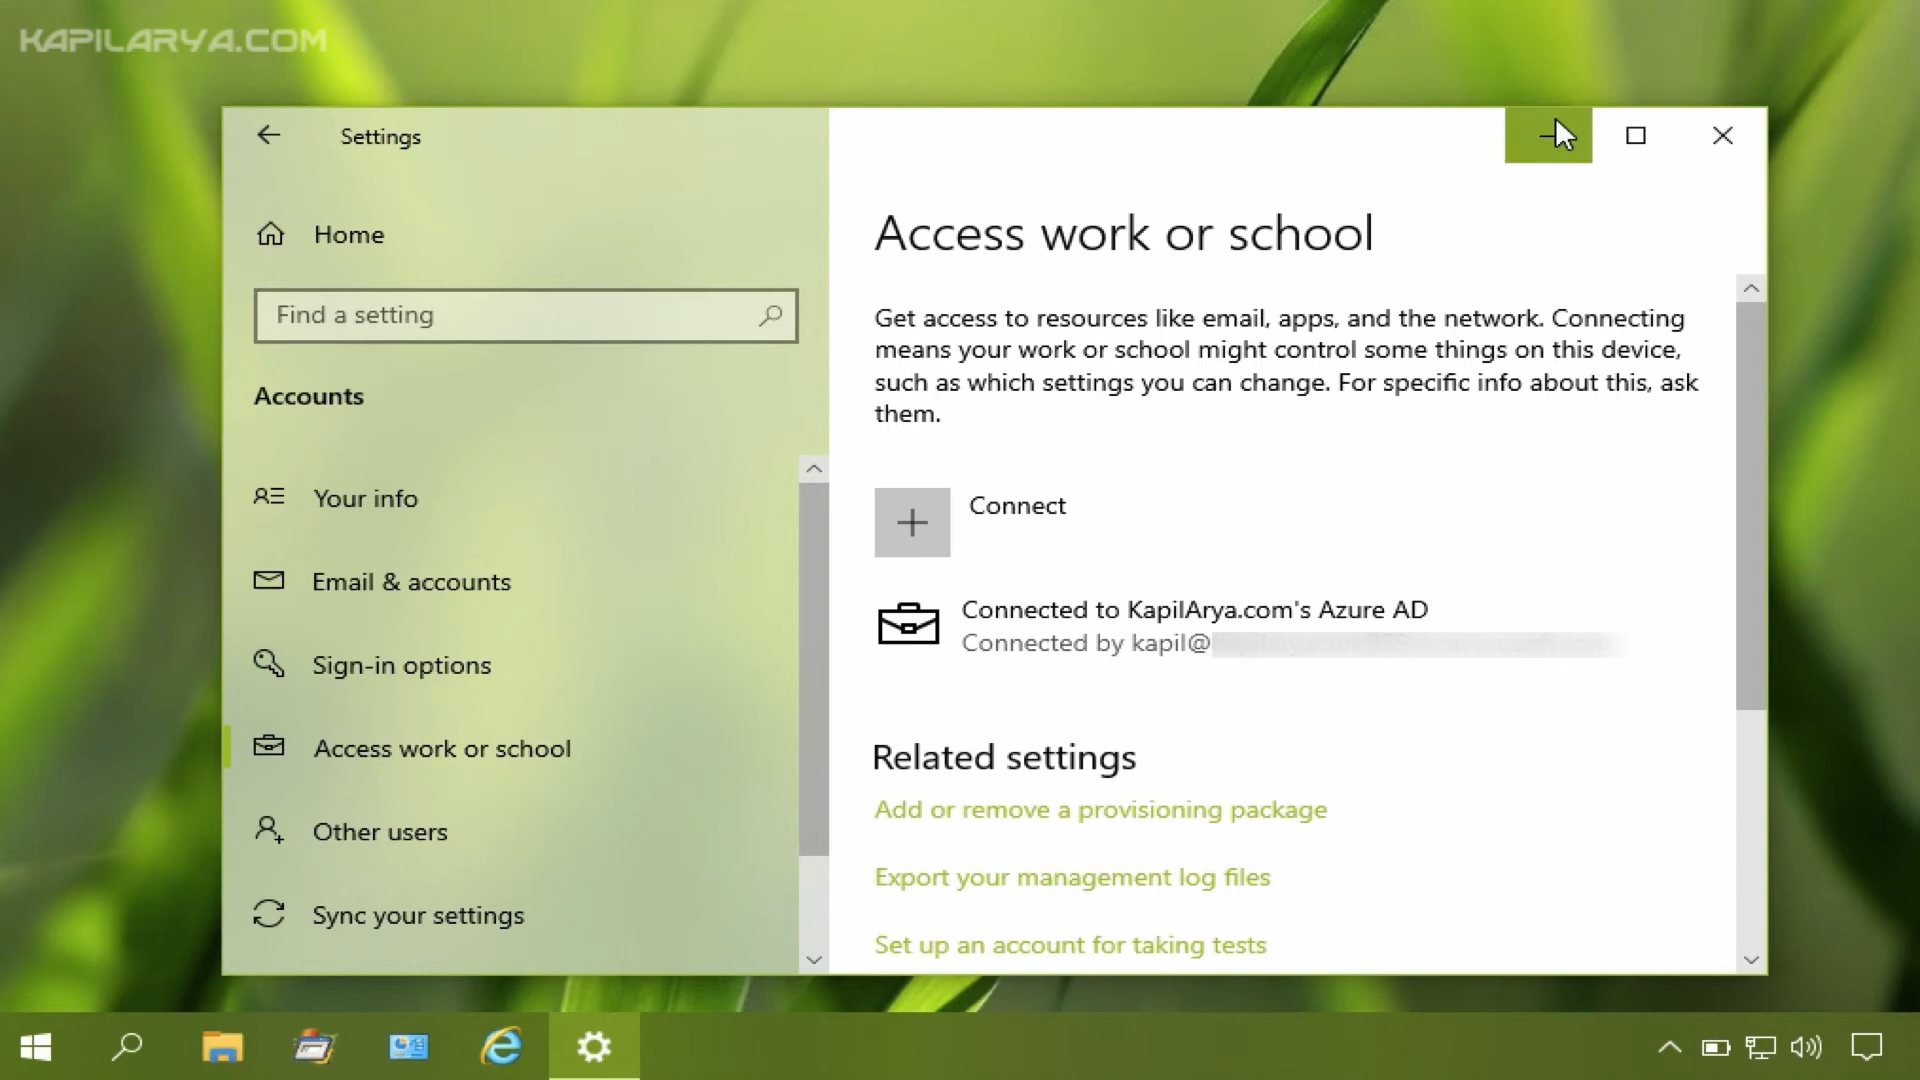 KAPILARYA.COM
Settings
Home
Find a setting
Accounts
Your info
Email & accounts
Sign-in options
Access work or school
Other users
Sync your settings
Access work or school
Get access to resources like email, apps, and the network. Connecting
means your work or school might control some things on this device,
such as which settings you can change. For specific info about this, ask
them.
Connect
Connected to KapilArya.com's Azure AD
Connected by kapil@
Related settings
Add or remove a provisioning package
Export your management log files
Set up an account for taking tests